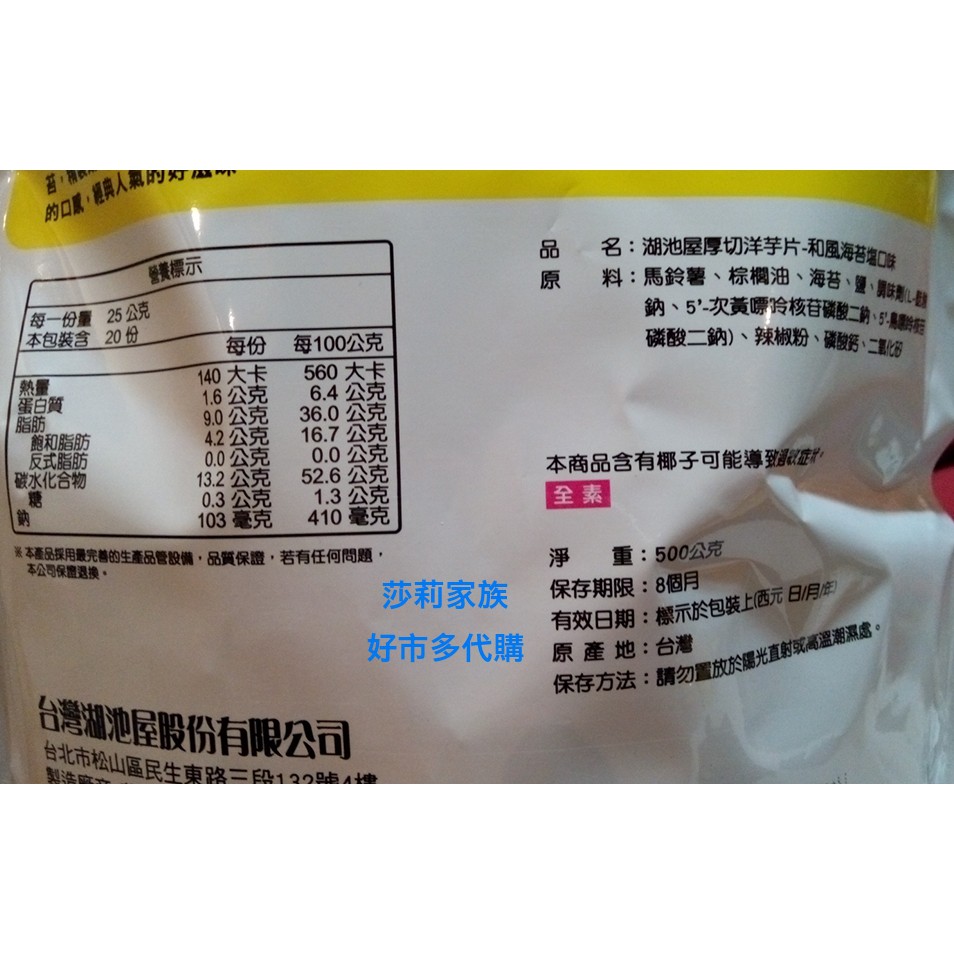 的口感，經典人氣的好滋味
營養標示
每一份量 25公克
本包裝含 20份
每份 每100公克
熱量 140 大卡 560 大卡
蛋白質 1.6 公克 6.4 公克
脂肪 9.0 公克 36.0 公克
飽和脂肪 4.2 公克 16.7 公克
反式脂肪 0.0 公克 0.0 公克
碳水化合物 13.2 公克 52.6 公克
糖 0.3 公克 1.3 公克
鈉 103 毫克 410 毫克
※本產品採用最完善的生產品管設備，品質保證，若有任何問題，
本公司保證退換。
台灣湖池屋股份有限公司
台北市松山區民生東路三段132號4樓
品名：湖池屋厚切洋芋片-和風海苔塩口味
原料：馬鈴薯、棕櫚油、海苔、鹽、調味劑(L-
鈉、5'-次黃嘌呤核苷磷酸二鈉、5'-鳥嘌呤核苷
磷酸二鈉)、辣椒粉、磷酸鈣、二氧化矽
本商品含有椰子可能導致過敏症狀。
全素
淨重：500公克
保存期限：8個月
有效日期：標示於包裝上(西元 日/月/年)
原產地：台灣
保存方法：請勿置放於陽光直射或高溫潮濕處。
莎莉家族
好市多代購